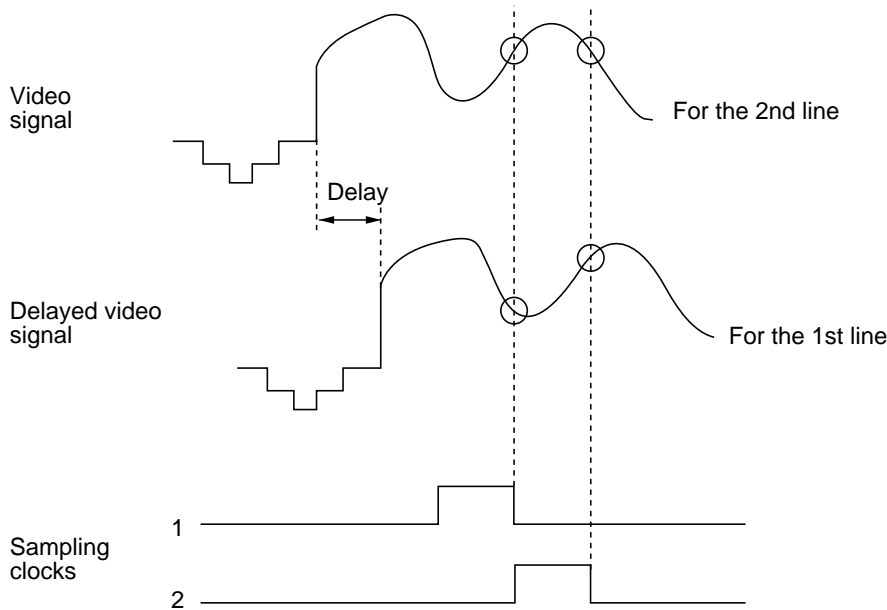 Video
signal
For the 2nd line
Delay
Delayed video
signal
For the 1st line
Sampling
clocks
1
2